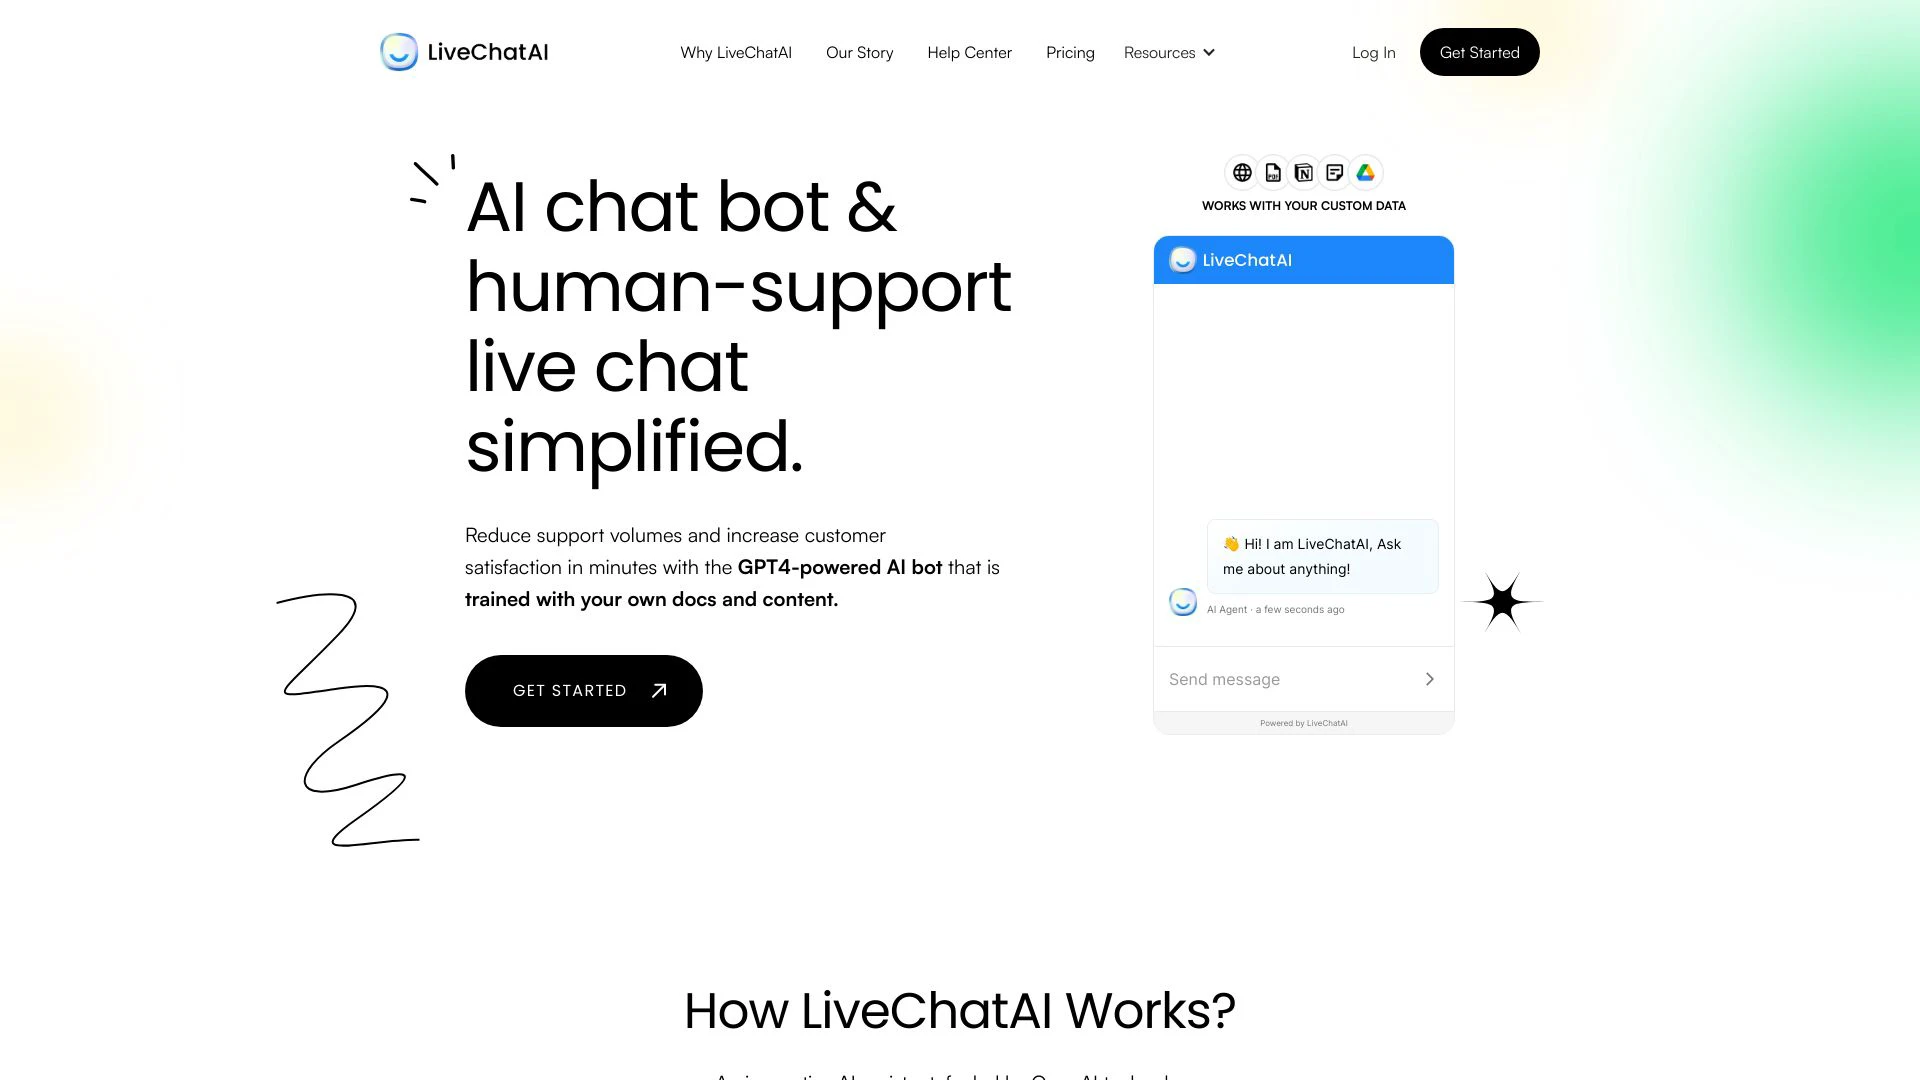 LiveChatAI
Why LiveChatAI
Our Story
Help Center
Pricing
Resources
Log In
Get Started
AI chat bot &
human-support
live chat
simplified.
Reduce support volumes and increase customer
satisfaction in minutes with the GPT4-powered AI bot that is
trained with your own docs and content.
GET STARTED
PDF
N
WORKS WITH YOUR CUSTOM DATA
LiveChatAI
👋 Hi! I am LiveChatAI, Ask
me about anything!
AI Agent · a few seconds ago
Send message
Powered by LiveChatAI
How LiveChatAI Works?